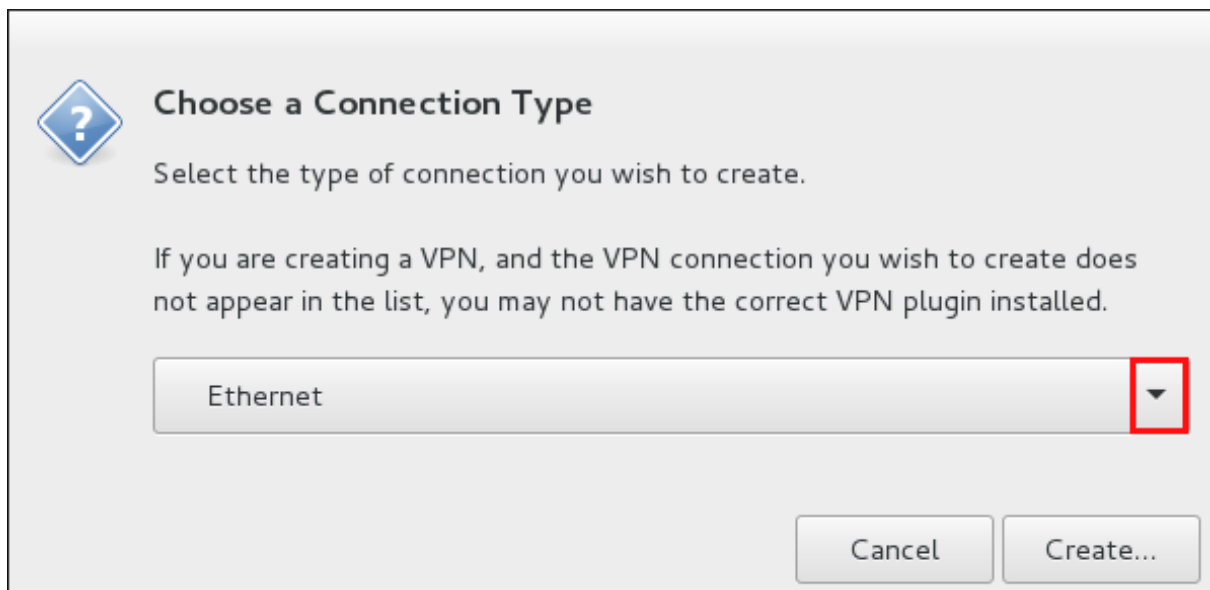 Choose a Connection Type
Select the type of connection you wish to create.
If you are creating a VPN, and the VPN connection you wish to create does
not appear in the list, you may not have the correct VPN plugin installed.
Ethernet
Cancel
Create...